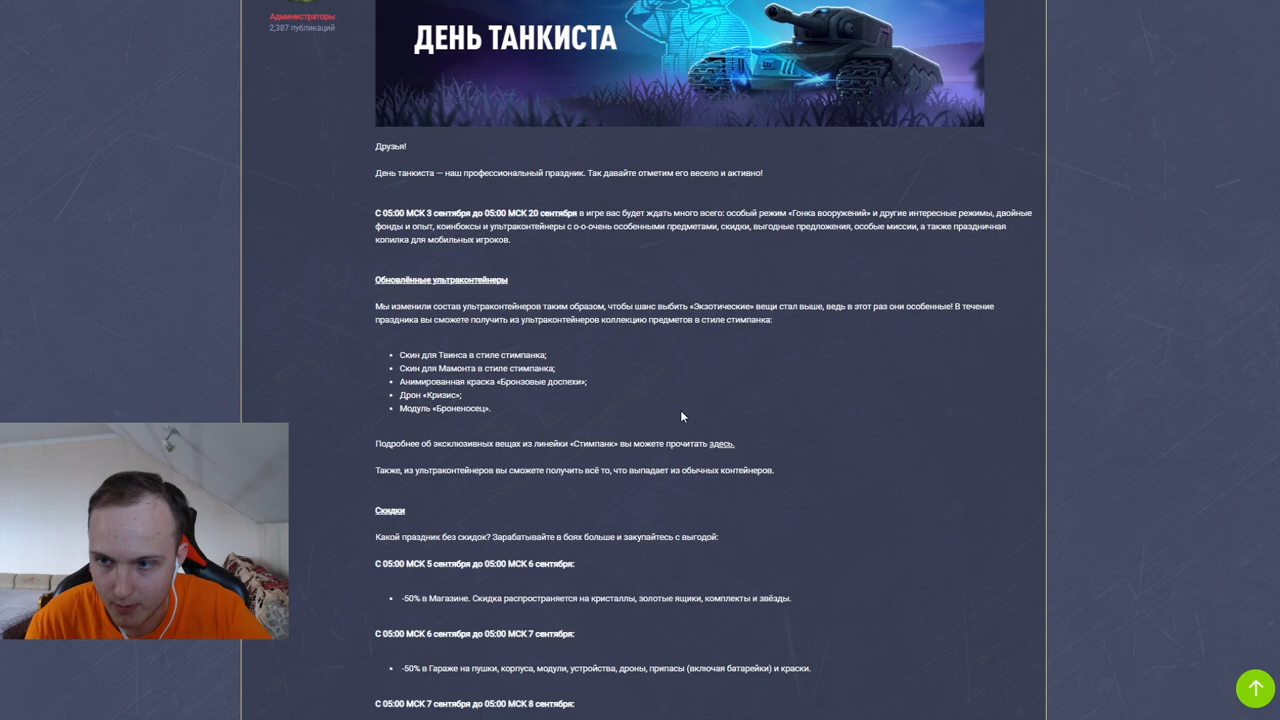 Администраторы
2,387 публикаций
ДЕНЬ ТАНКИСТА
Друзья!
День танкиста — наш профессиональный праздник. Так давайте отметим его весело и активно!
С 05:00 МСК 3 сентября до 05:00 МСК 20 сентября в игре вас будет ждать много всего: особый режим «Гонка вооружений» и другие интересные режимы, двойные
фонды и опыт, коинбоксы и ультраконтейнеры с о-о-очень особенными предметами, скидки, выгодные предложения, особые миссии, а также праздничная
копилка для мобильных игроков.
Обновлённые ультраконтейнеры
Мы изменили состав ультраконтейнеров таким образом, чтобы шанс выбить «Экзотические» вещи стал выше, ведь в этот раз они особенные! В течение
праздника вы сможете получить из ультраконтейнеров коллекцию предметов в стиле стимпанка:
• Скин для Твинса в стиле стимпанка;
• Скин для Мамонта в стиле стимпанка;
• Анимированная краска «Бронзовые доспехи»;
• Дрон «Кризис»;
• Модуль «Броненосец».
Подробнее об эксклюзивных вещах из линейки «Стимпанк» вы можете прочитать здесь.
Также, из ультраконтейнеров вы сможете получить всё то, что выпадает из обычных контейнеров.
Скидки
Какой праздник без скидок? Зарабатывайте в боях больше и закупайтесь с выгодой:
С 05:00 МСК 5 сентября до 05:00 МСК 6 сентября:
• -50% в Магазине. Скидка распространяется на кристаллы, золотые ящики, комплекты и звёзды.
С 05:00 МСК 6 сентября до 05:00 МСК 7 сентября:
• -50% в Гараже на пушки, корпуса, модули, устройства, дроны, припасы (включая батарейки) и краски.
С 05:00 МСК 7 сентября до 05:00 МСК 8 сентября: